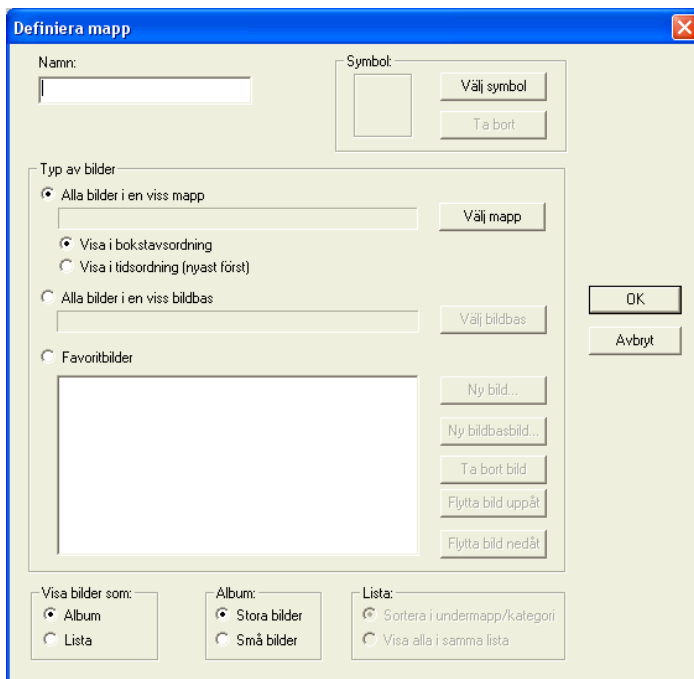 Definiera mapp
Namn:
Symbol:
Välj symbol
Ta bort
Typ av bilder
Alla bilder i en viss mapp
Välj mapp
Visa i bokstavsordning
Visa i tidsordning (nyast först)
Alla bilder i en viss bildbas
Välj bildbas
OK
Avbryt
Favoritbilder
Ny bild...
Ny bildbasbild...
Ta bort bild
Flytta bild uppåt
Flytta bild nedåt
Visa bilder som:
Album
Lista
Album:
Stora bilder
Små bilder
Lista:
Sortera i undermapp/kategori
Visa alla i samma lista